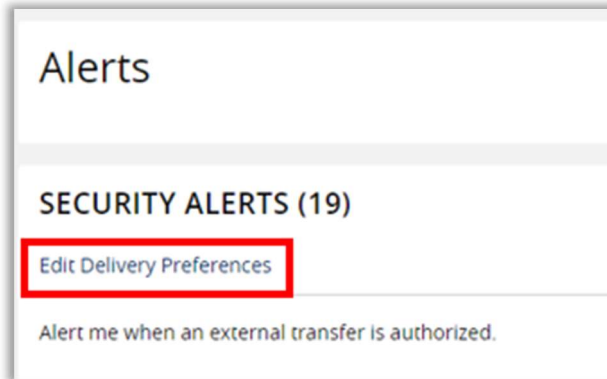 Alerts
SECURITY ALERTS (19)
Edit Delivery Preferences
Alert me when an external transfer is authorized.